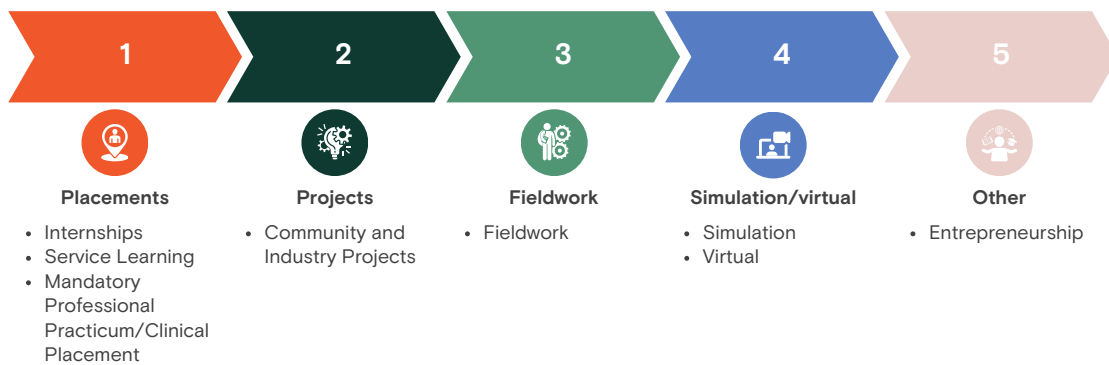 1
2
3
4
5
Placements
• Internships
• Service Learning
• Mandatory
Professional
Practicum/Clinical
Placement
Projects
• Community and
Industry Projects
Fieldwork
• Fieldwork
Simulation/virtual
• Simulation
• Virtual
Other
• Entrepreneurship